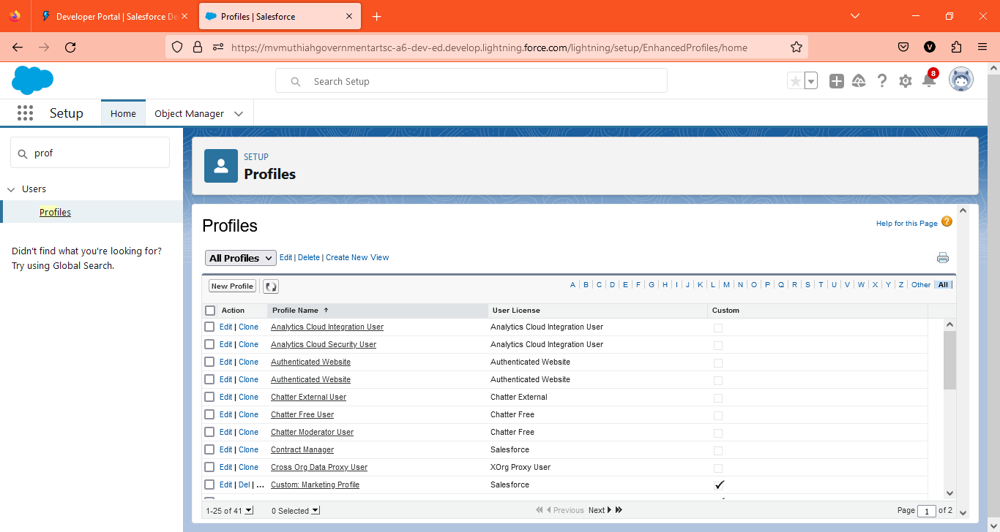 Developer Portal | Salesforce De
Profiles | Salesforce
https://mvmuthiahgovernmentartsc-a6-dev-ed.develop.lightning.force.com/lightning/setup/EnhancedProfiles/home
V
Search Setup
8
Setup
Home
Object Manager
prof
Users
Profiles
Didn't find what you're looking for?
Try using Global Search.
SETUP
Profiles
Profiles
Help for this Page ?
All Profiles Edit | Delete | Create New View
New Profile
A | B | C | D | E | F | G | H | I | J | K | L | M | N | O | P | Q | R | S | T | U | V | W | X | Y | Z | Other | All
Action Profile Name User License Custom
Edit | Clone Analytics Cloud Integration User Analytics Cloud Integration User
Edit | Clone Analytics Cloud Security User Analytics Cloud Integration User
Edit | Clone Authenticated Website Authenticated Website
Edit | Clone Authenticated Website Authenticated Website
Edit | Clone Chatter External User Chatter External
Edit | Clone Chatter Free User Chatter Free
Edit | Clone Chatter Moderator User Chatter Free
Edit | Clone Contract Manager Salesforce
Edit | Clone Cross Org Data Proxy User XOrg Proxy User
Edit | Del | ... Custom: Marketing Profile Salesforce
1-25 of 41 0 Selected Previous Next Page 1 of 2